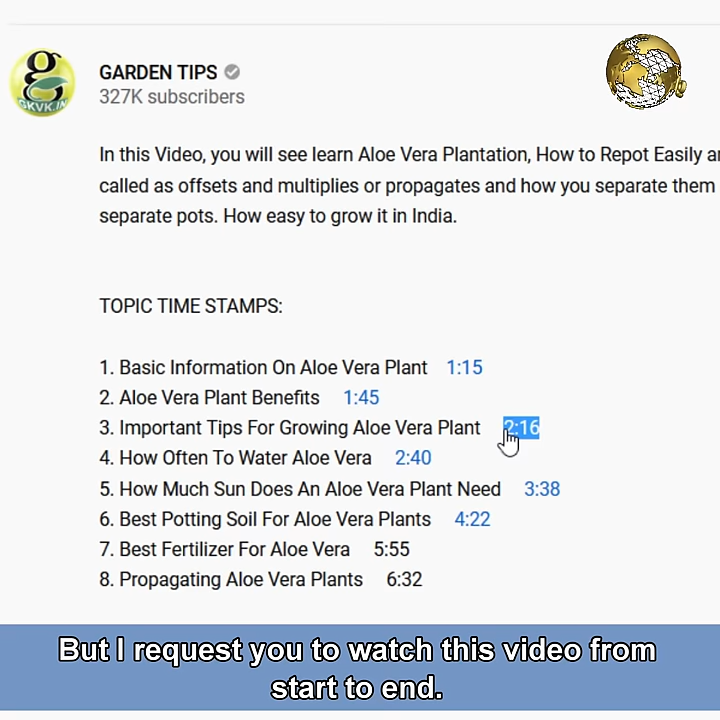 g
GKVK.IN
GARDEN TIPS
327K subscribers
In this Video, you will see learn Aloe Vera Plantation, How to Repot Easily
called as offsets and multiplies or propagates and how you separate them
separate pots. How easy to grow it in India.
TOPIC TIME STAMPS:
1. Basic Information On Aloe Vera Plant 1:15
2. Aloe Vera Plant Benefits 1:45
3. Important Tips For Growing Aloe Vera Plant 2:16
4. How Often To Water Aloe Vera 2:40
5. How Much Sun Does An Aloe Vera Plant Need 3:38
6. Best Potting Soil For Aloe Vera Plants 4:22
7. Best Fertilizer For Aloe Vera 5:55
8. Propagating Aloe Vera Plants 6:32
But I request you to watch this video from
start to end.